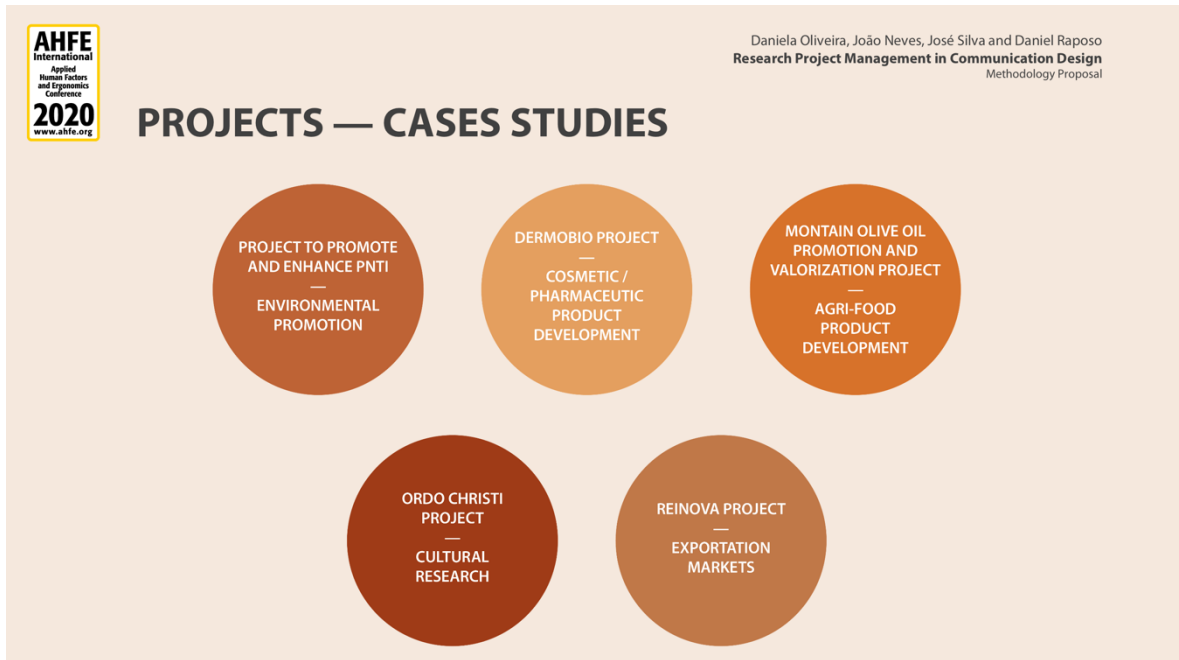 AHFE
International
Applied
Human Factors
and Ergonomics
Conference
2020
www.ahfe.org
Daniela Oliveira, João Neves, José Silva and Daniel Raposo
Research Project Management in Communication Design
Methodology Proposal
PROJECTS — CASES STUDIES
PROJECT TO PROMOTE
AND ENHANCE PNTI
—
ENVIRONMENTAL
PROMOTION
DERMOBIO PROJECT
—
COSMETIC /
PHARMACEUTIC
PRODUCT
DEVELOPMENT
MONTAIN OLIVE OIL
PROMOTION AND
VALORIZATION PROJECT
—
AGRI-FOOD
PRODUCT
DEVELOPMENT
ORDO CHRISTI
PROJECT
—
CULTURAL
RESEARCH
REINOVA PROJECT
—
EXPORTATION
MARKETS